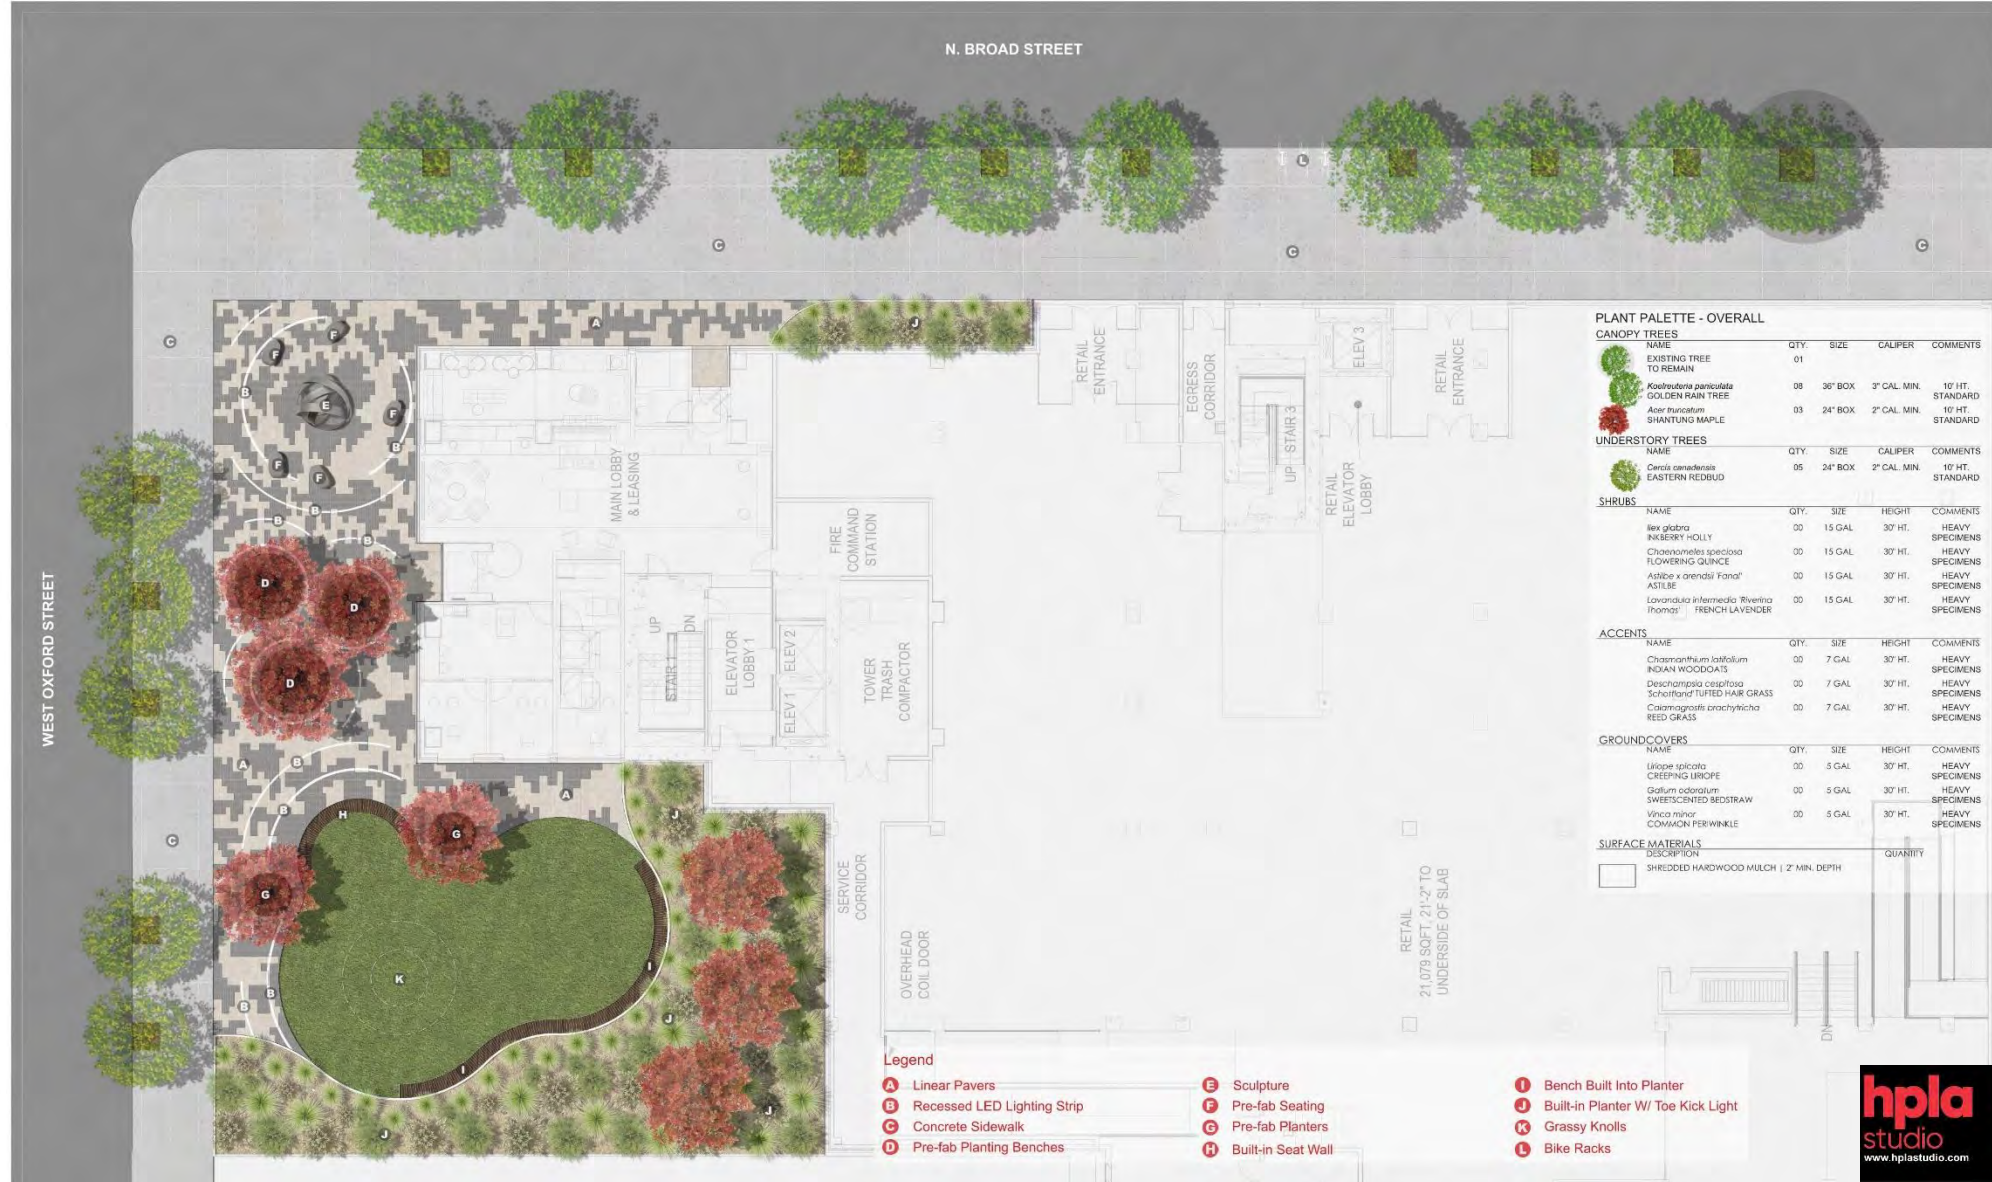 N. BROAD STREET
WEST OXFORD STREET
L
C
C
C
C
A
J
F
F
B
E
F
B
F
F
B
B
B
D
D
D
A
B
B
H
G
G
A
J
C
K
I
B
B
J
I
J
J
MAIN LOBBY
& LEASING
FIRE
COMMAND
STATION
UP
DN
STAIR 1
ELEVATOR
LOBBY 1
ELEV 1
ELEV 2
TOWER
TRASH
COMPACTOR
RETAIL
ENTRANCE
EGRESS
CORRIDOR
UP
STAIR 3
ELEV 3
RETAIL
ELEVATOR
LOBBY
RETAIL
ENTRANCE
SERVICE
CORRIDOR
OVERHEAD
COIL DOOR
RETAIL
21,079 SQFT, 21'-2" TO
UNDERSIDE OF SLAB
DN
PLANT PALETTE - OVERALL
CANOPY TREES
NAME QTY. SIZE CALIPER COMMENTS
EXISTING TREE 01
TO REMAIN
Koelreuteria paniculata 08 36" BOX 3" CAL. MIN. 10' HT.
GOLDEN RAIN TREE STANDARD
Acer truncatum 03 24" BOX 2" CAL. MIN. 10' HT.
SHANTUNG MAPLE STANDARD
UNDERSTORY TREES
NAME QTY. SIZE CALIPER COMMENTS
Cercis canadensis 05 24" BOX 2" CAL. MIN. 10' HT.
EASTERN REDBUD STANDARD
SHRUBS
NAME QTY. SIZE HEIGHT COMMENTS
Ilex glabra 00 15 GAL 30" HT. HEAVY
INKBERRY HOLLY SPECIMENS
Chaenomeles speciosa 00 15 GAL 30" HT. HEAVY
FLOWERING QUINCE SPECIMENS
Astilbe x arendsii 'Fanal' 00 15 GAL 30" HT. HEAVY
ASTILBE SPECIMENS
Lavandula intermedia 'Riverina 00 15 GAL 30" HT. HEAVY
Thomas' FRENCH LAVENDER SPECIMENS
ACCENTS
NAME QTY. SIZE HEIGHT COMMENTS
Chasmanthium latifolium 00 7 GAL 30" HT. HEAVY
INDIAN WOODOATS SPECIMENS
Deschampsia cespitosa 00 7 GAL 30" HT. HEAVY
'Schottland' TUFTED HAIR GRASS SPECIMENS
Calamagrostis brachytricha 00 7 GAL 30" HT. HEAVY
REED GRASS SPECIMENS
GROUNDCOVERS
NAME QTY. SIZE HEIGHT COMMENTS
Liriope spicata 00 5 GAL 30" HT. HEAVY
CREEPING LIRIOPE SPECIMENS
Galium odoratum 00 5 GAL 30" HT. HEAVY
SWEETSCENTED BEDSTRAW SPECIMENS
Vinca minor 00 5 GAL 30" HT. HEAVY
COMMON PERIWINKLE SPECIMENS
SURFACE MATERIALS
DESCRIPTION QUANTITY
SHREDDED HARDWOOD MULCH | 2" MIN. DEPTH
Legend
A Linear Pavers
B Recessed LED Lighting Strip
C Concrete Sidewalk
D Pre-fab Planting Benches
E Sculpture
F Pre-fab Seating
G Pre-fab Planters
H Built-in Seat Wall
I Bench Built Into Planter
J Built-in Planter W/ Toe Kick Light
K Grassy Knolls
L Bike Racks
hpla
studio
www.hplastudio.com